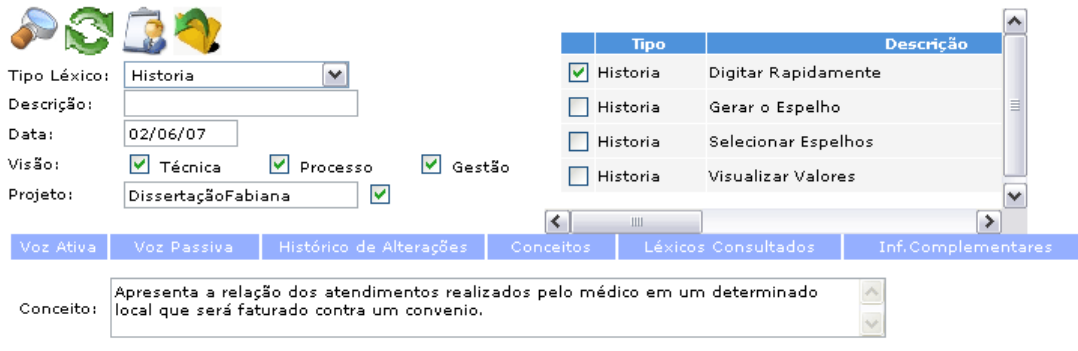 Tipo Descrição
Tipo Léxico: Historia
Historia Digitar Rapidamente
Descrição:
Historia Gerar o Espelho
Data: 02/06/07
Historia Selecionar Espelhos
Visão: Técnica Processo Gestão
Historia Visualizar Valores
Projeto: DissertaçãoFabiana
Voz Ativa Voz Passiva Histórico de Alterações Conceitos Léxicos Consultados Inf.Complementares
Conceito: Apresenta a relação dos atendimentos realizados pelo médico em um determinado
local que será faturado contra um convenio.